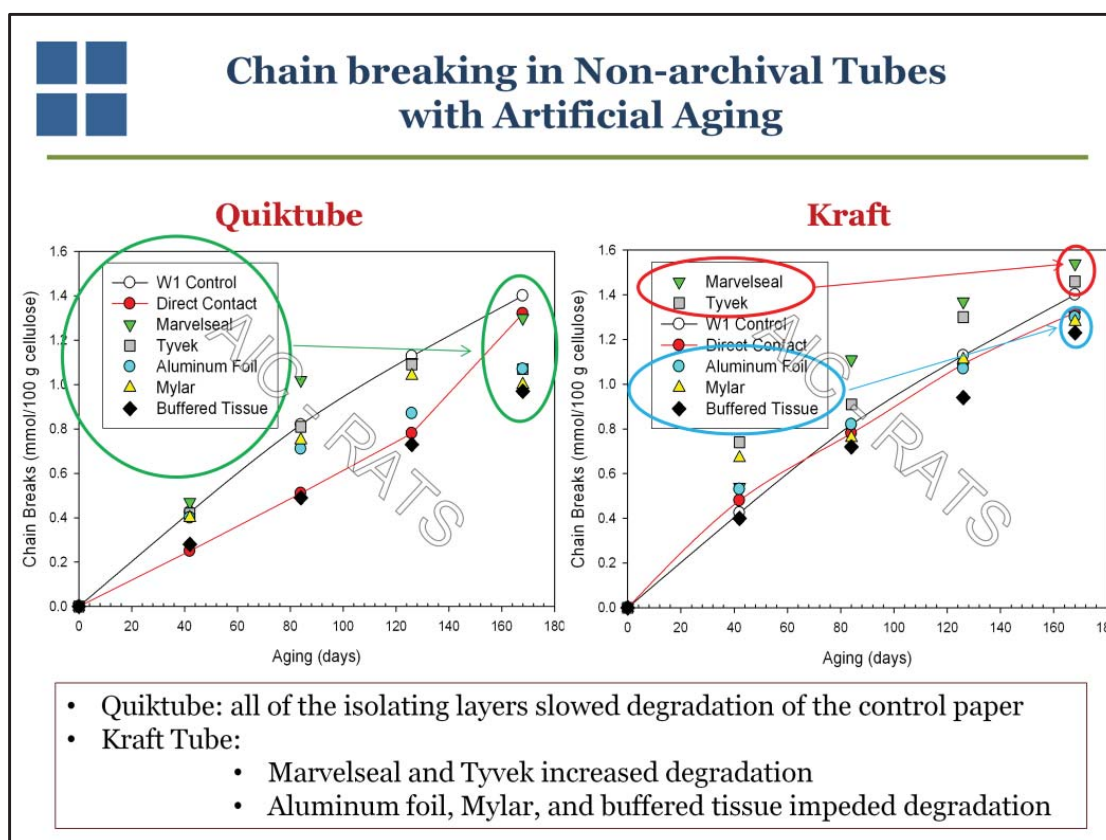 Chain breaking in Non-archival Tubes
with Artificial Aging
Quiktube
1.6
1.4
1.2
1.0
0.8
0.6
0.4
0.2
0.0
Chain Breaks (mmol/100 g cellulose)
W1 Control
Direct Contact
Marvelseal
Tyvek
Aluminum Foil
Mylar
Buffered Tissue
AIC - RATS
0 20 40 60 80 100 120 140 160 180
Aging (days)
Kraft
1.6
1.4
1.2
1.0
0.8
0.6
0.4
0.2
0.0
Chain Breaks (mmol/100 g cellulose)
Marvelseal
Tyvek
W1 Control
Direct Contact
Aluminum Foil
Mylar
Buffered Tissue
AIC - RATS
0 20 40 60 80 100 120 140 160 18
Aging (days)
• Quiktube: all of the isolating layers slowed degradation of the control paper
• Kraft Tube:
• Marvelseal and Tyvek increased degradation
• Aluminum foil, Mylar, and buffered tissue impeded degradation